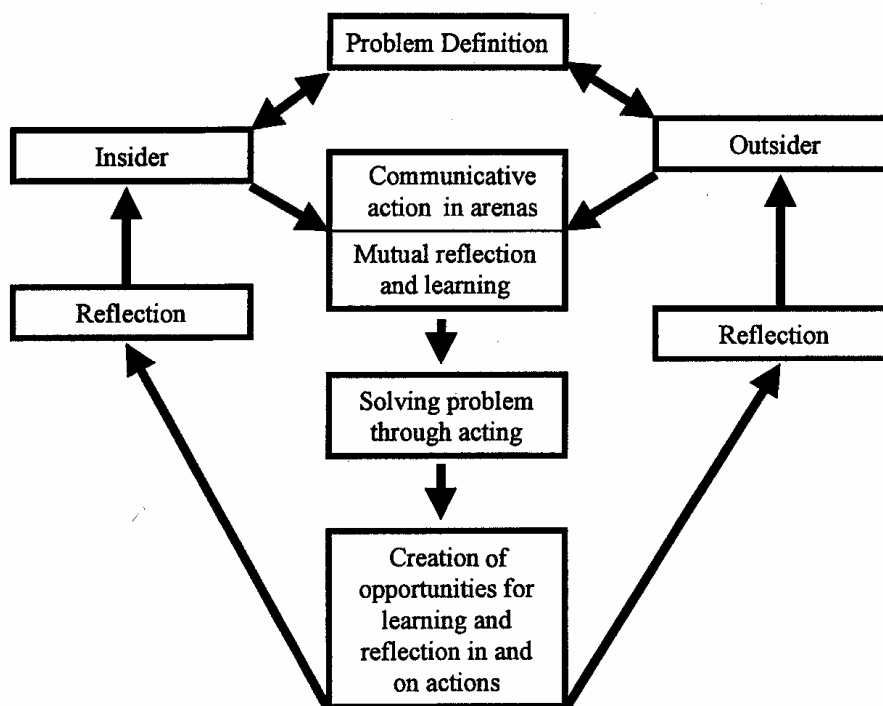 Problem Definition
Insider
Outsider
Communicative
action in arenas
Mutual reflection
and learning
Reflection
Reflection
Solving problem
through acting
Creation of
opportunities for
learning and
reflection in and
on actions